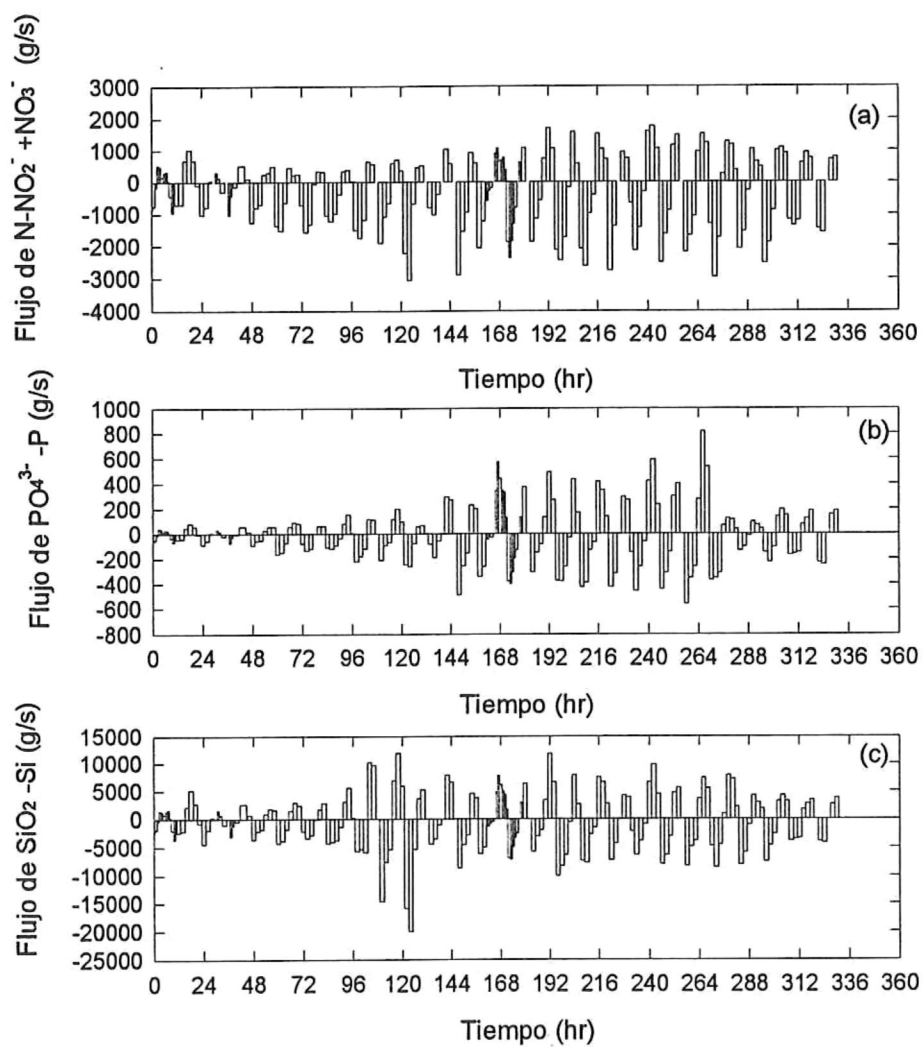 Flujo de N-NO₂⁻ +NO₃⁻ (g/s)
(a)
3000
2000
1000
0
-1000
-2000
-3000
-4000
0 24 48 72 96 120 144 168 192 216 240 264 288 312 336 360
Tiempo (hr)
Flujo de PO₄³⁻ -P (g/s)
(b)
1000
800
600
400
200
0
-200
-400
-600
-800
0 24 48 72 96 120 144 168 192 216 240 264 288 312 336 360
Tiempo (hr)
Flujo de SiO₂ -Si (g/s)
(c)
15000
10000
5000
0
-5000
-10000
-15000
-20000
-25000
0 24 48 72 96 120 144 168 192 216 240 264 288 312 336 360
Tiempo (hr)